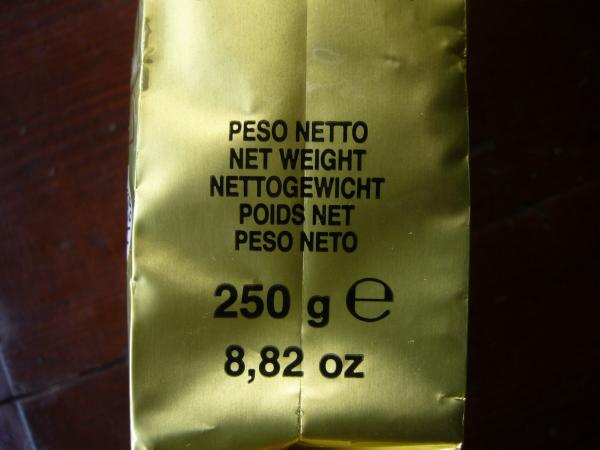 PESO NETTO
NET WEIGHT
NETTOGEWICHT
POIDS NET
PESO NETO
250 g ℮
8,82 oz